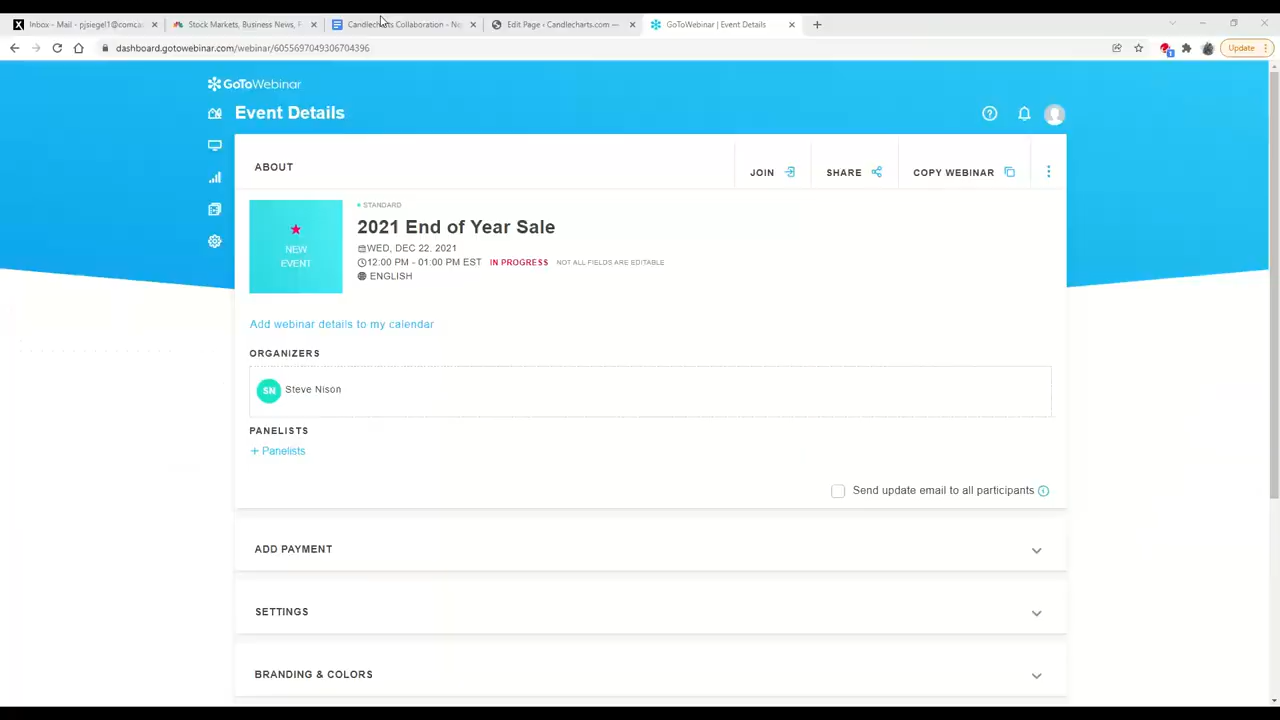 Inbox - Mail - pjsiegel1@comca
Stock Markets, Business News, F
Candlecharts Collaboration - Ne
Edit Page ‹ Candlecharts.com —
GoToWebinar | Event Details
dashboard.gotowebinar.com/webinar/6055697049306704396
1
Update
GoToWebinar
Event Details
ABOUT
JOIN
SHARE
COPY WEBINAR
STANDARD
2021 End of Year Sale
WED, DEC 22, 2021
12:00 PM - 01:00 PM EST IN PROGRESS NOT ALL FIELDS ARE EDITABLE
ENGLISH
NEW
EVENT
Add webinar details to my calendar
ORGANIZERS
SN Steve Nison
PANELISTS
+ Panelists
Send update email to all participants
ADD PAYMENT
SETTINGS
BRANDING & COLORS